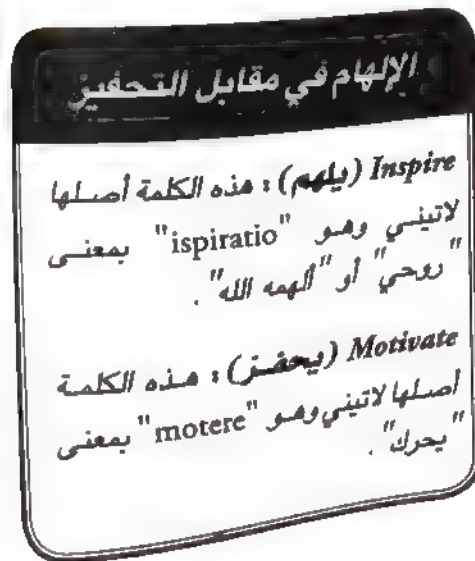 الإلهام في مقابل التحفيز
Inspire (يلهم): هذه الكلمة أصلها
لاتيني وهو "ispiratio" بمعنى
"روحي" أو "ألهمه الله".
Motivate (يحفز): هذه الكلمة
أصلها لاتيني وهو "motere" بمعنى
"يحرك".